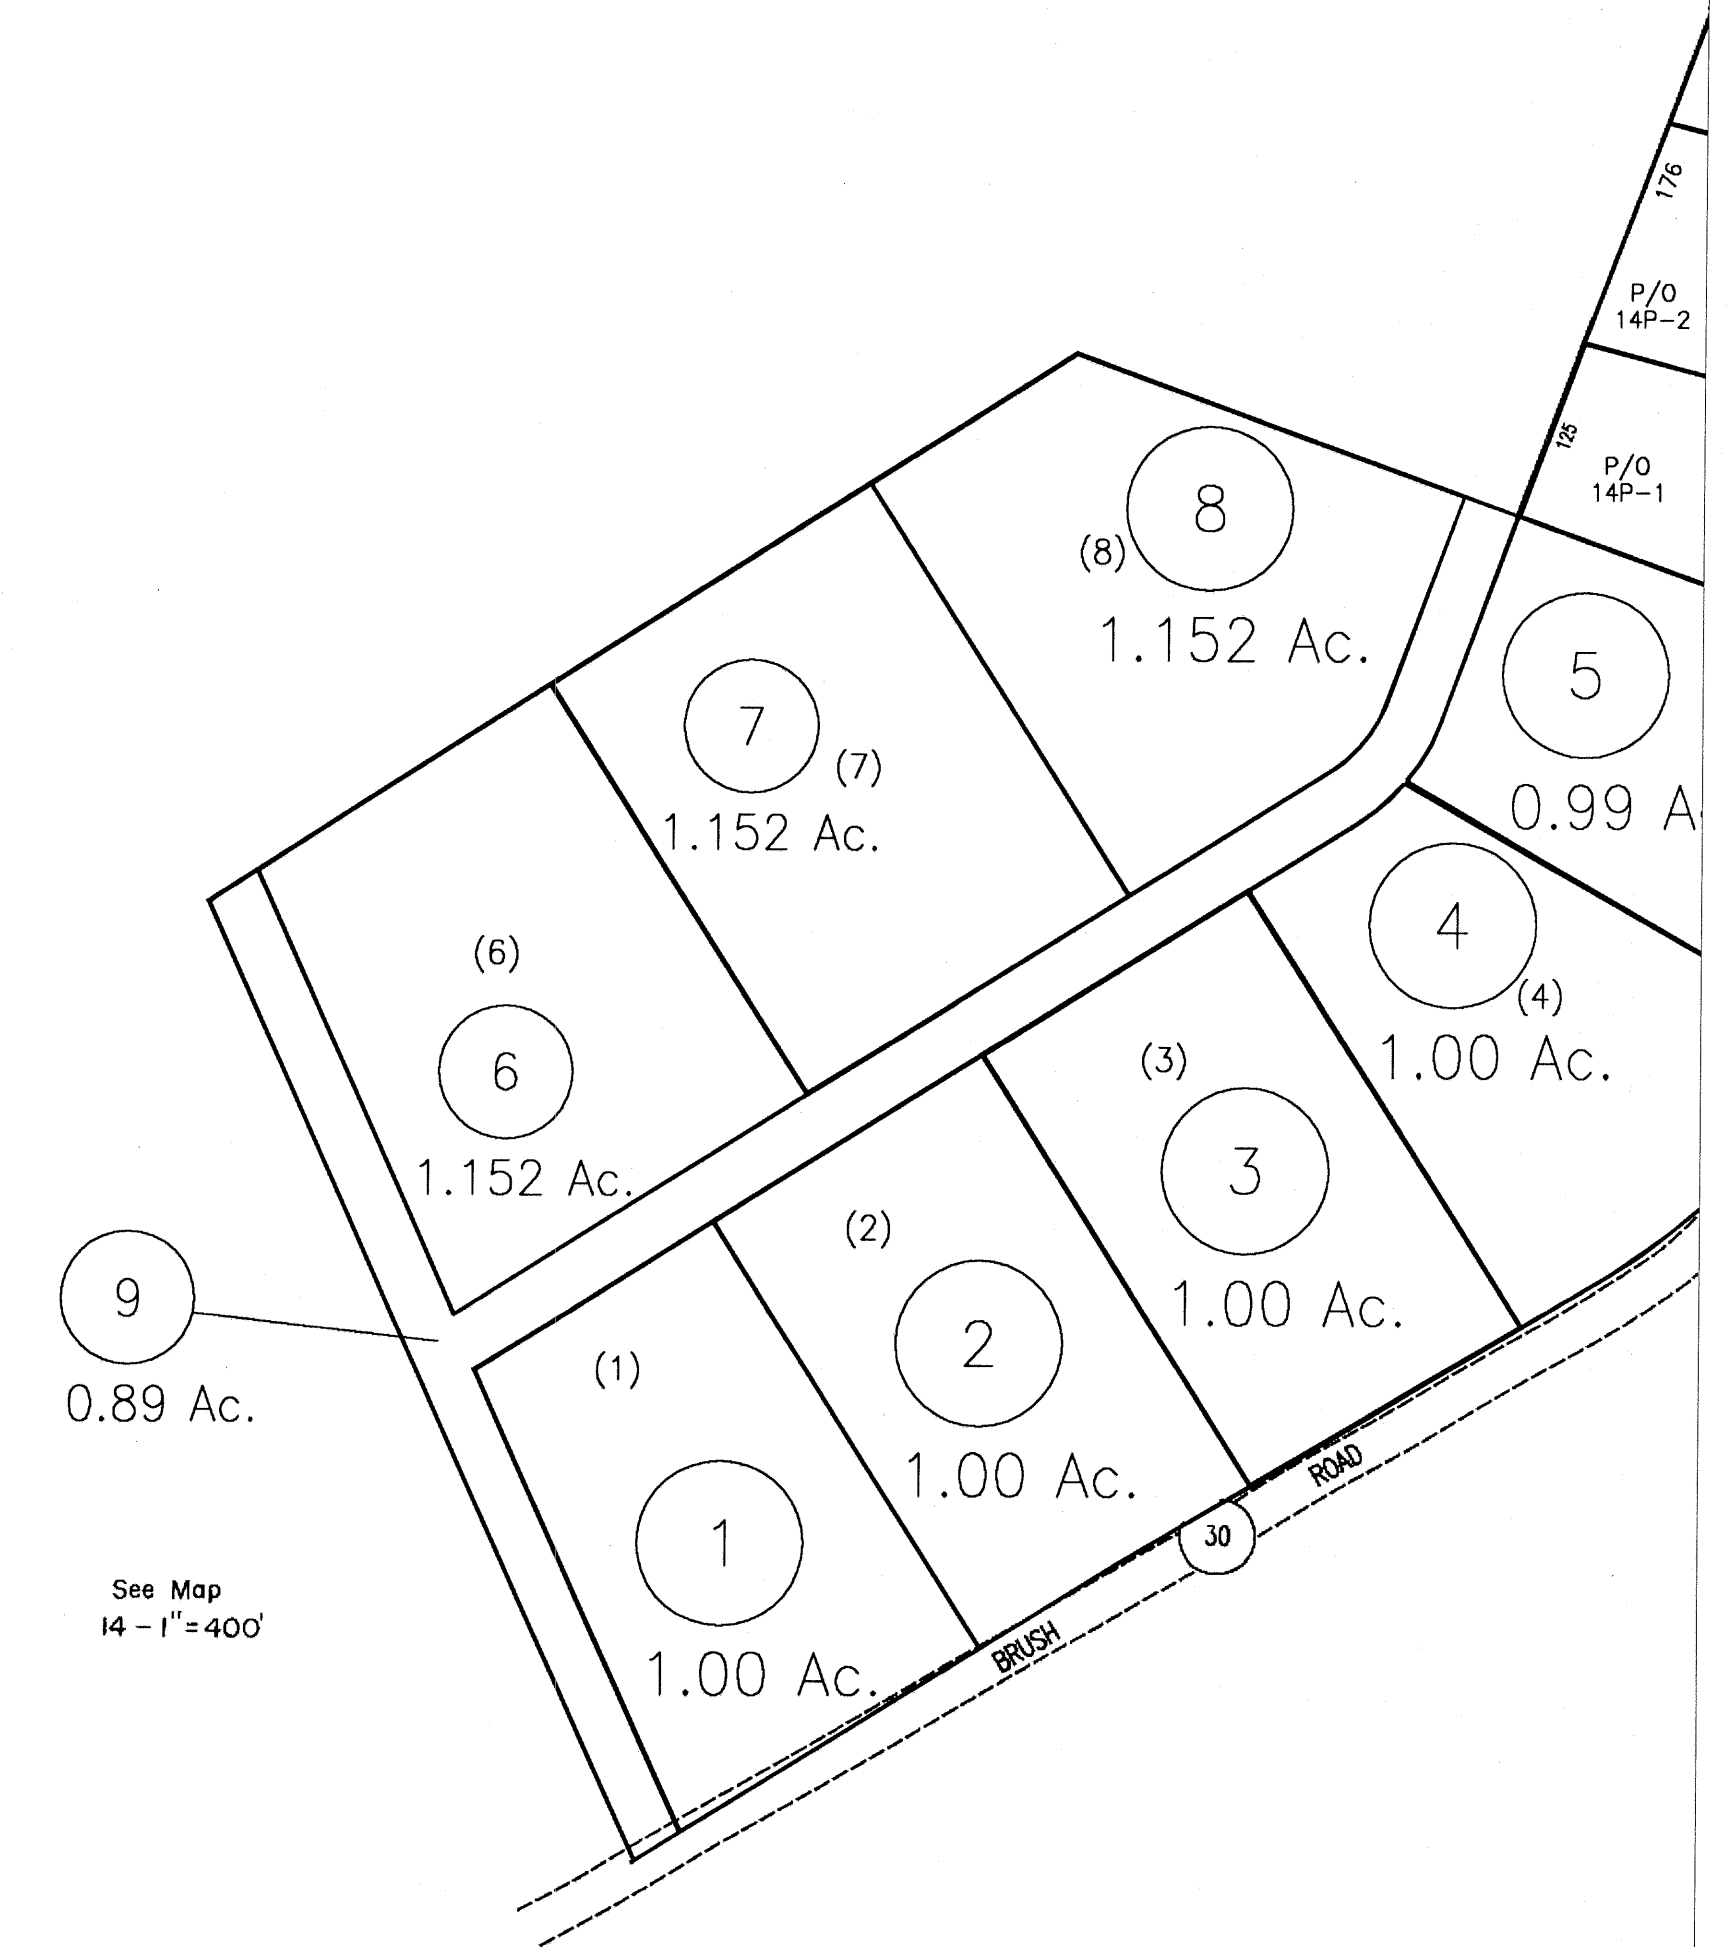 176
P/O
14P-2
125
P/O
14P-1
8
(8)
1.152 Ac.
7
(7)
1.152 Ac.
5
0.99 A
(6)
6
1.152 Ac.
4
(4)
1.00 Ac.
(3)
3
1.00 Ac.
(2)
2
1.00 Ac.
9
0.89 Ac.
(1)
1
1.00 Ac.
See Map
14 - 1"=400'
BRUSH
30
ROAD